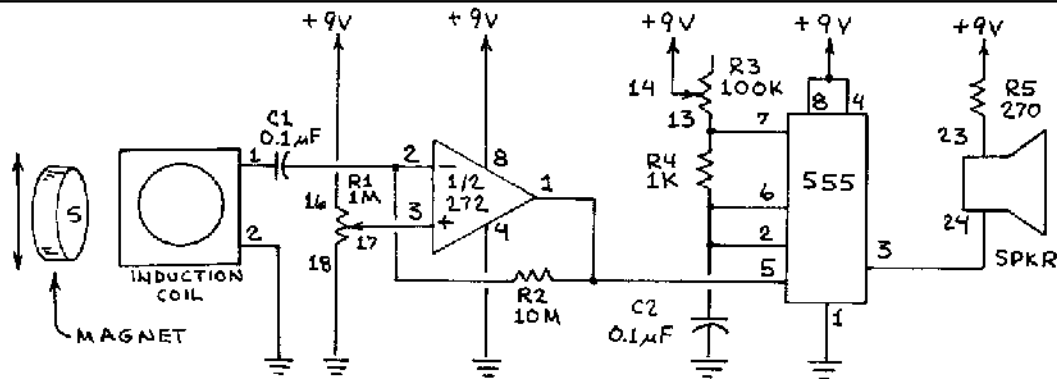 +9V
+9V
+9V
+9V
+9V
C1
0.1µF
1
2
INDUCTION
COIL
MAGNET
S
16
R1
1M
17
18
2
−
3
+
1/2
272
8
4
1
R2
10M
14
R3
100K
13
R4
1K
C2
0.1µF
7
6
2
5
8
4
555
3
1
R5
270
23
24
SPKR